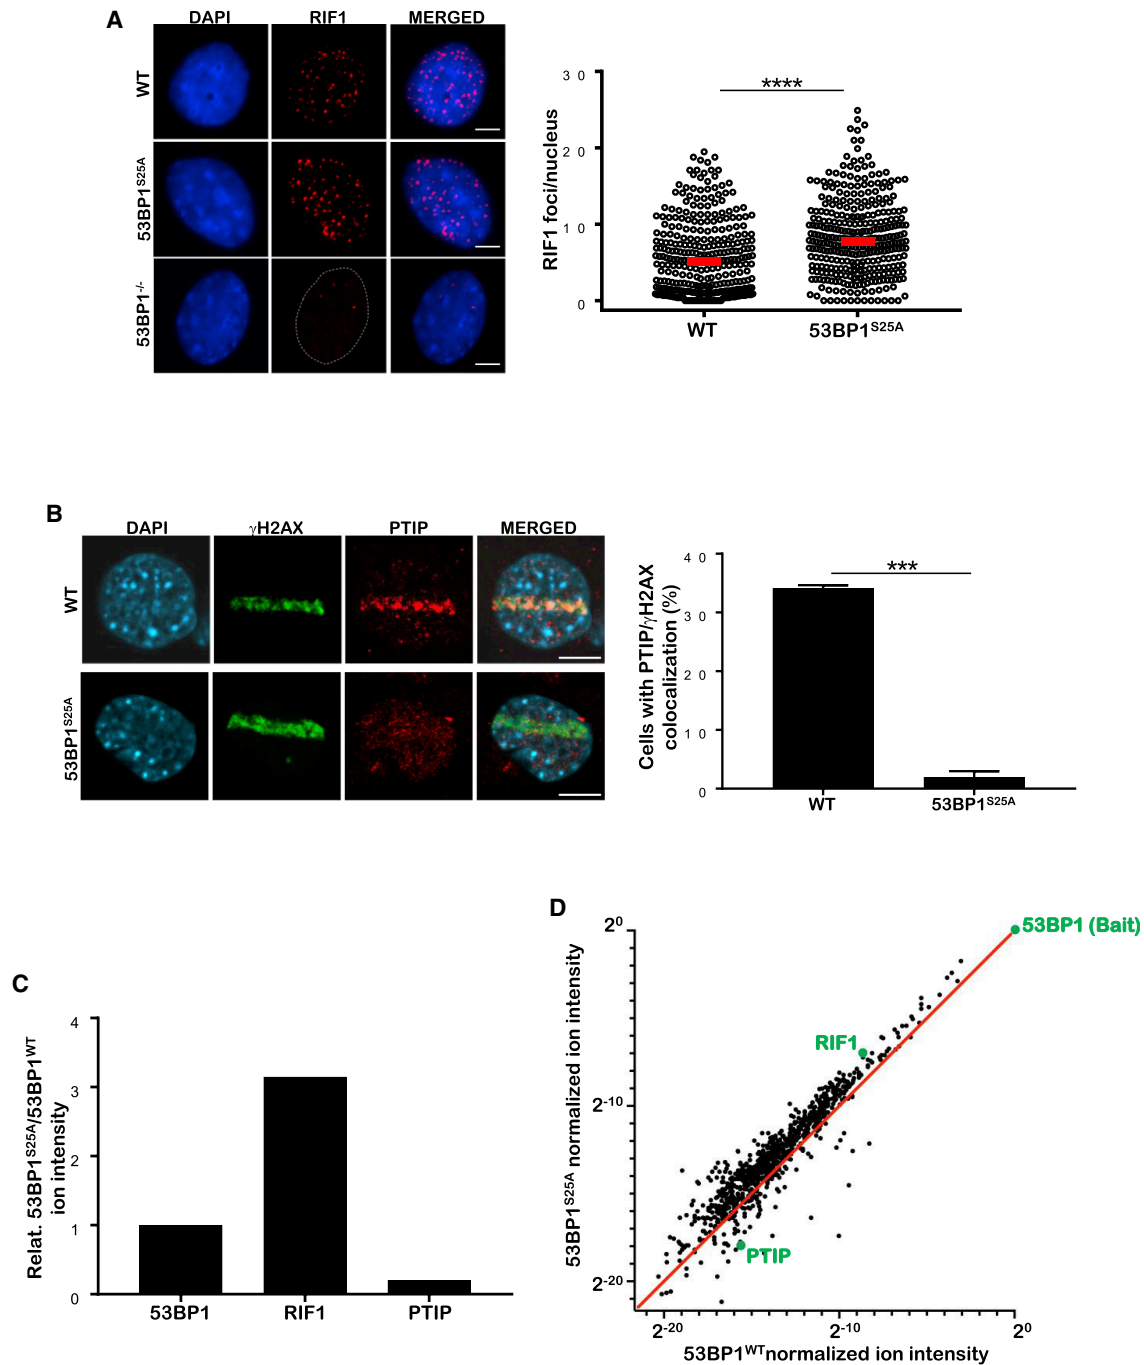 A
DAPI RIF1 MERGED
WT
53BP1S25A
53BP1-/-
RIF1 foci/nucleus
30
20
10
0
****
WT 53BP1S25A
B
DAPI γH2AX PTIP MERGED
WT
53BP1S25A
Cells with PTIP/γH2AX
colocalization (%)
40
30
20
10
0
***
WT 53BP1S25A
C
Relat. 53BP1S25A/53BP1WT
ion intensity
4
3
2
1
0
53BP1 RIF1 PTIP
D
53BP1S25A normalized ion intensity
20
2-10
2-20
53BP1 (Bait)
RIF1
PTIP
2-20 2-10 20
53BP1WTnormalized ion intensity